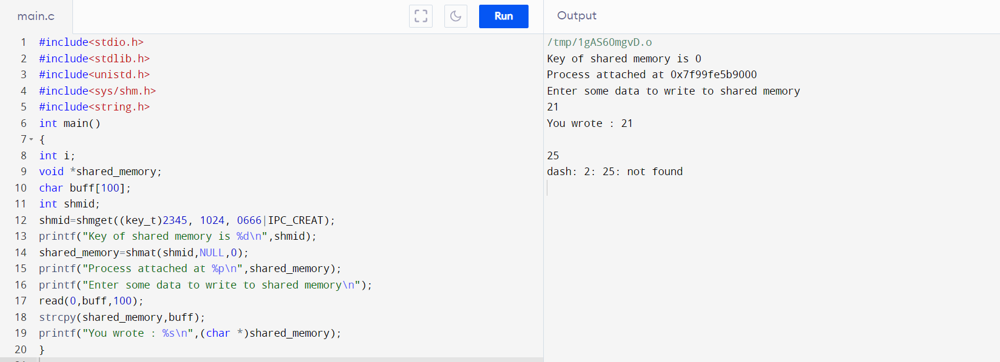 main.c
Run
Output
1 #include<stdio.h>
2 #include<stdlib.h>
3 #include<unistd.h>
4 #include<sys/shm.h>
5 #include<string.h>
6 int main()
7 {
8 int i;
9 void *shared_memory;
10 char buff[100];
11 int shmid;
12 shmid=shmget((key_t)2345, 1024, 0666|IPC_CREAT);
13 printf("Key of shared memory is %d\n",shmid);
14 shared_memory=shmat(shmid,NULL,0);
15 printf("Process attached at %p\n",shared_memory);
16 printf("Enter some data to write to shared memory\n");
17 read(0,buff,100);
18 strcpy(shared_memory,buff);
19 printf("You wrote : %s\n",(char *)shared_memory);
20 }
/tmp/1gAS6OmgvD.o
Key of shared memory is 0
Process attached at 0x7f99fe5b9000
Enter some data to write to shared memory
21
You wrote : 21
25
dash: 2: 25: not found